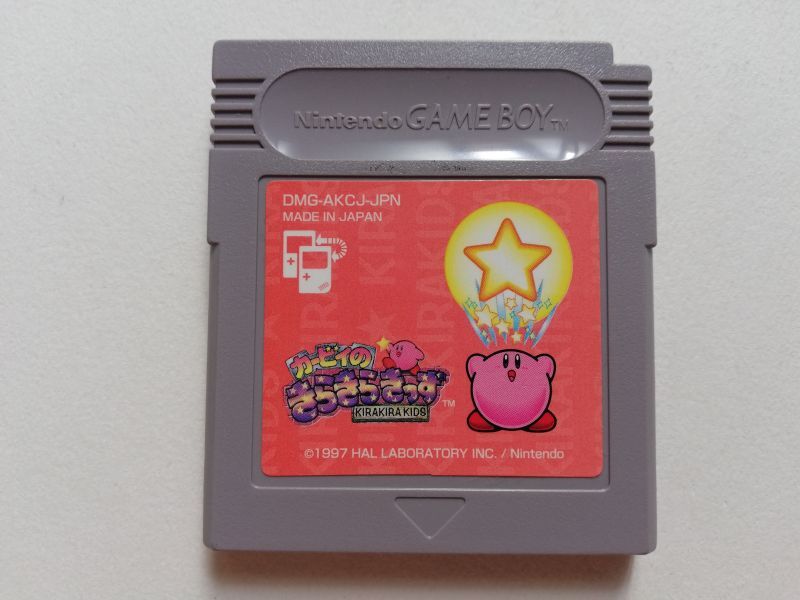 Nintendo GAME BOY TM
DMG-AKCJ-JPN
MADE IN JAPAN
カービィの
きらきらきっず TM
KIRAKIRA KIDS
©1997 HAL LABORATORY INC. / Nintendo